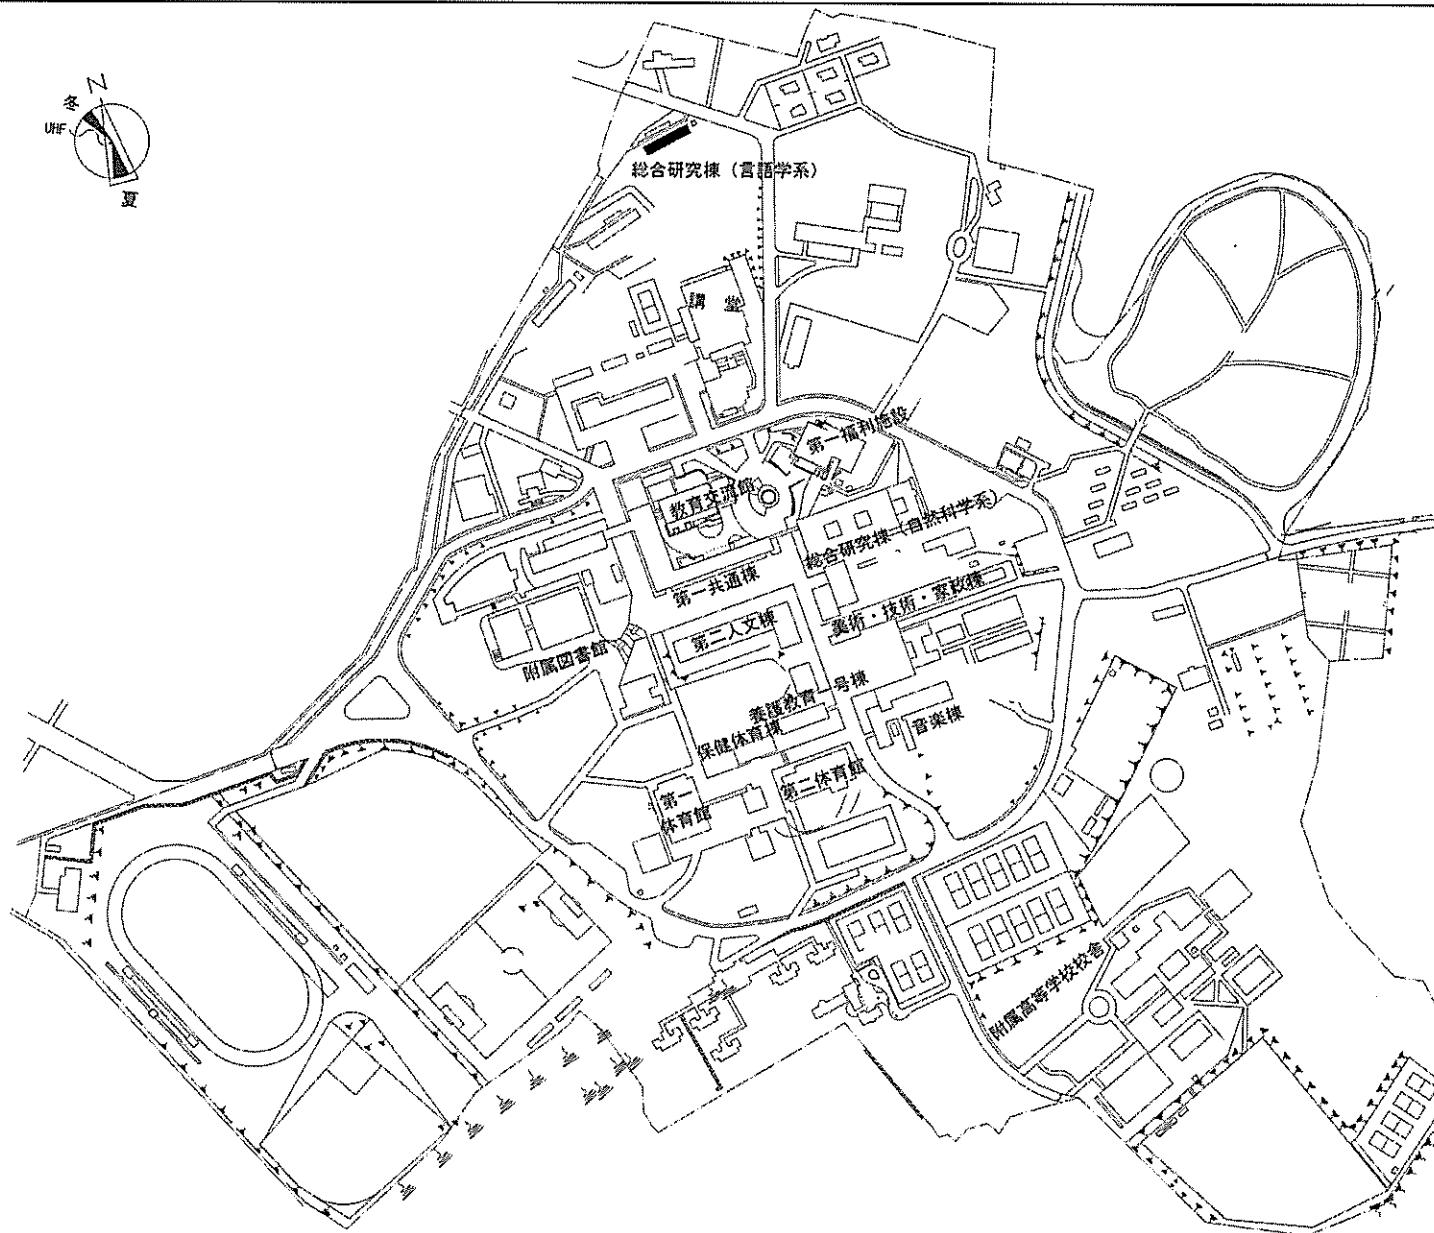 N
冬
UHF
夏
総合研究棟（言語学系）
講堂
第一福利施設
教育交流館
総合研究棟（自然科学系）
第一共通棟
美術・技術・家政棟
第二人文棟
附属図書館
養護教育一号棟
音楽棟
保健体育棟
第二体育館
第一
体育館
附属高等学校校舎